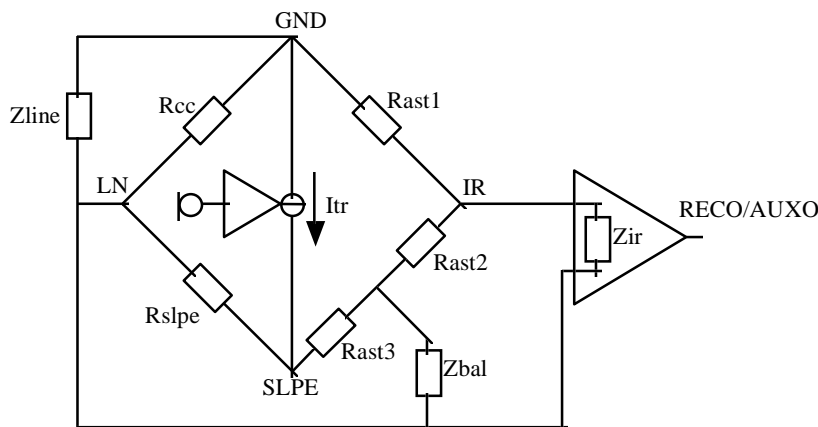 GND
Rcc
Rast1
Zline
LN
IR
Itr
RECO/AUXO
Zir
Rast2
Rslpe
Rast3
Zbal
SLPE